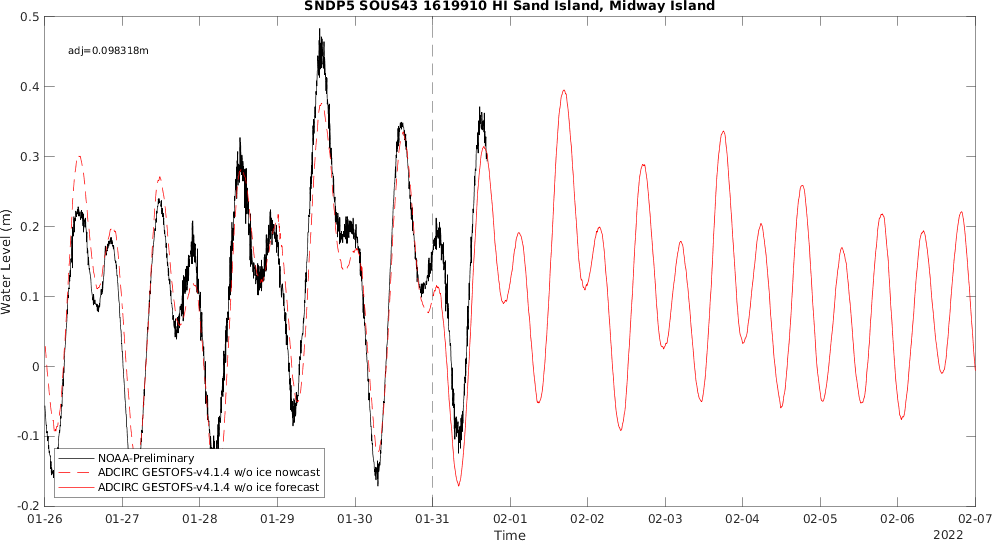 SNDP5 SOUS43 1619910 HI Sand Island, Midway Island
adj=0.098318m
Water Level (m)
0.5
0.4
0.3
0.2
0.1
0
-0.1
-0.2
NOAA-Preliminary
ADCIRC GESTOFS-v4.1.4 w/o ice nowcast
ADCIRC GESTOFS-v4.1.4 w/o ice forecast
01-26 01-27 01-28 01-29 01-30 01-31 02-01 02-02 02-03 02-04 02-05 02-06 02-07
Time
2022